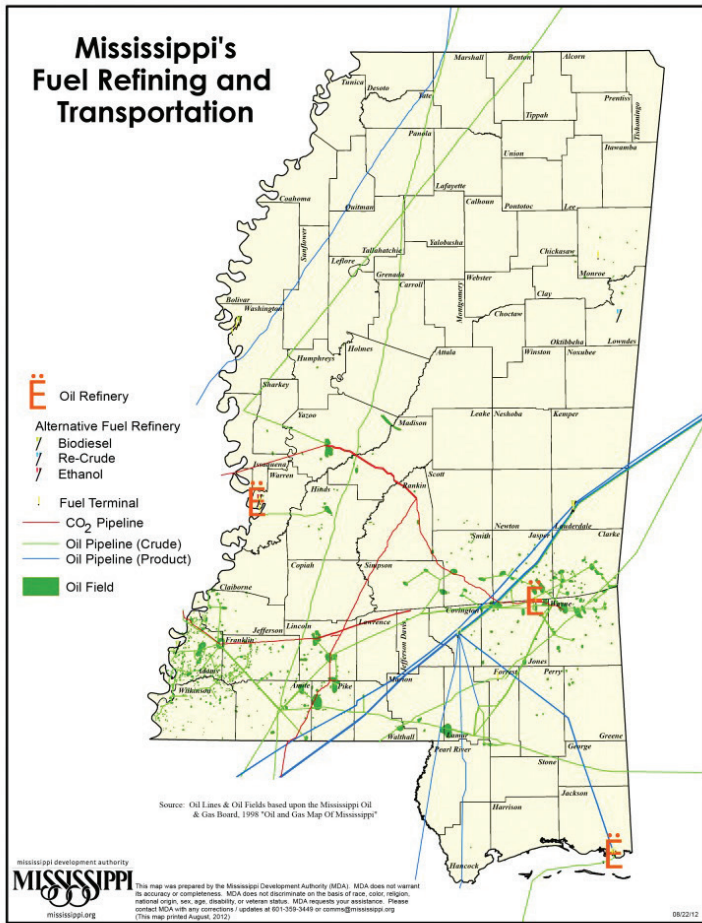 Mississippi's
Fuel Refining and
Transportation
Marshall
Benton
Alcorn
Tunica
Desoto
Tate
Prentiss
Tippah
Tishomingo
Panola
Union
Itawamba
Lafayette
Coahoma
Quitman
Calhoun
Pontotoc
Lee
Sunflower
Tallahatchie
Yalobusha
Chickasaw
Leflore
Grenada
Webster
Monroe
Carroll
Bolivar
Washington
Montgomery
Clay
Choctaw
Oktibbeha
Lowndes
Holmes
Attala
Winston
Noxubee
Humphreys
Sharkey
Yazoo
Madison
Leake
Neshoba
Kemper
Issaquena
Warren
Scott
Hinds
Rankin
Newton
Jasper
Lauderdale
Smith
Clarke
Copiah
Simpson
Claiborne
Covington
Wayne
Jefferson
Lincoln
Lawrence
Franklin
Jefferson Davis
Jones
Adams
Marion
Forrest
Perry
Wilkinson
Amite
Pike
Walthall
Lamar
Greene
Pearl River
George
Stone
Jackson
Harrison
Hancock
Ë Oil Refinery
Alternative Fuel Refinery
Biodiesel
Re-Crude
Ethanol
Fuel Terminal
CO2 Pipeline
Oil Pipeline (Crude)
Oil Pipeline (Product)
Oil Field
Ë
Ë
Ë
Source: Oil Lines & Oil Fields based upon the Mississippi Oil
& Gas Board, 1998 "Oil and Gas Map Of Mississippi"
mississippi development authority
MISSISSIPPI
mississippi.org
This map was prepared by the Mississippi Development Authority (MDA). MDA does not warrant
its accuracy or completeness. MDA does not discriminate on the basis of race, color, religion,
national origin, sex, age, disability, or veteran status. MDA requests your assistance. Please
contact MDA with any corrections / updates at 601-359-3449 or comms@mississippi.org
(This map printed August, 2012)
08/22/12